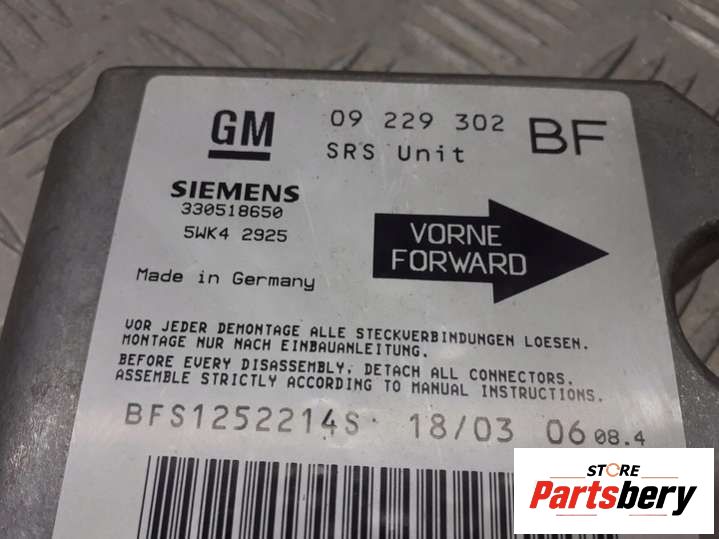 GM
09 229 302 BF
SRS Unit
SIEMENS
330518650
5WK4 2925
VORNE
FORWARD
Made in Germany
VOR JEDER DEMONTAGE ALLE STECKVERBINDUNGEN LOESEN.
MONTAGE NUR NACH EINBAUANLEITUNG.
BEFORE EVERY DISASSEMBLY, DETACH ALL CONNECTORS.
ASSEMBLE STRICTLY ACCORDING TO MANUAL INSTRUCTIONS.
BFS1252214S 18/03 06 08.4
STORE
Partsbery